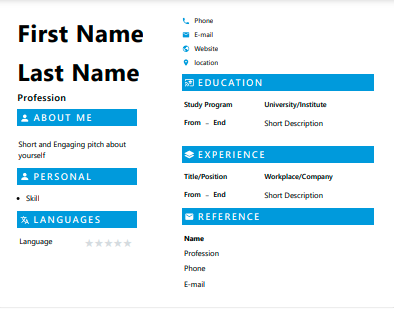 First Name
Last Name
Profession
ABOUT ME
Short and Engaging pitch about
yourself
PERSONAL
• Skill
LANGUAGES
Language
Phone
E-mail
Website
location
EDUCATION
Study Program University/Institute
From – End Short Description
EXPERIENCE
Title/Position Workplace/Company
From – End Short Description
REFERENCE
Name
Profession
Phone
E-mail